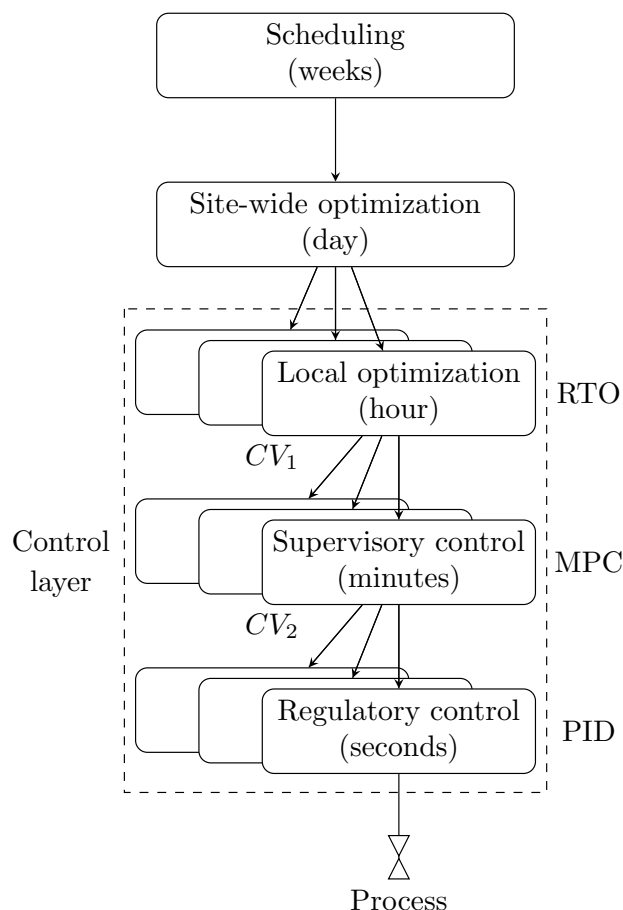 Scheduling
(weeks)
Site-wide optimization
(day)
Local optimization
(hour)
RTO
CV₁
Control
layer
Supervisory control
(minutes)
MPC
CV₂
Regulatory control
(seconds)
PID
Process